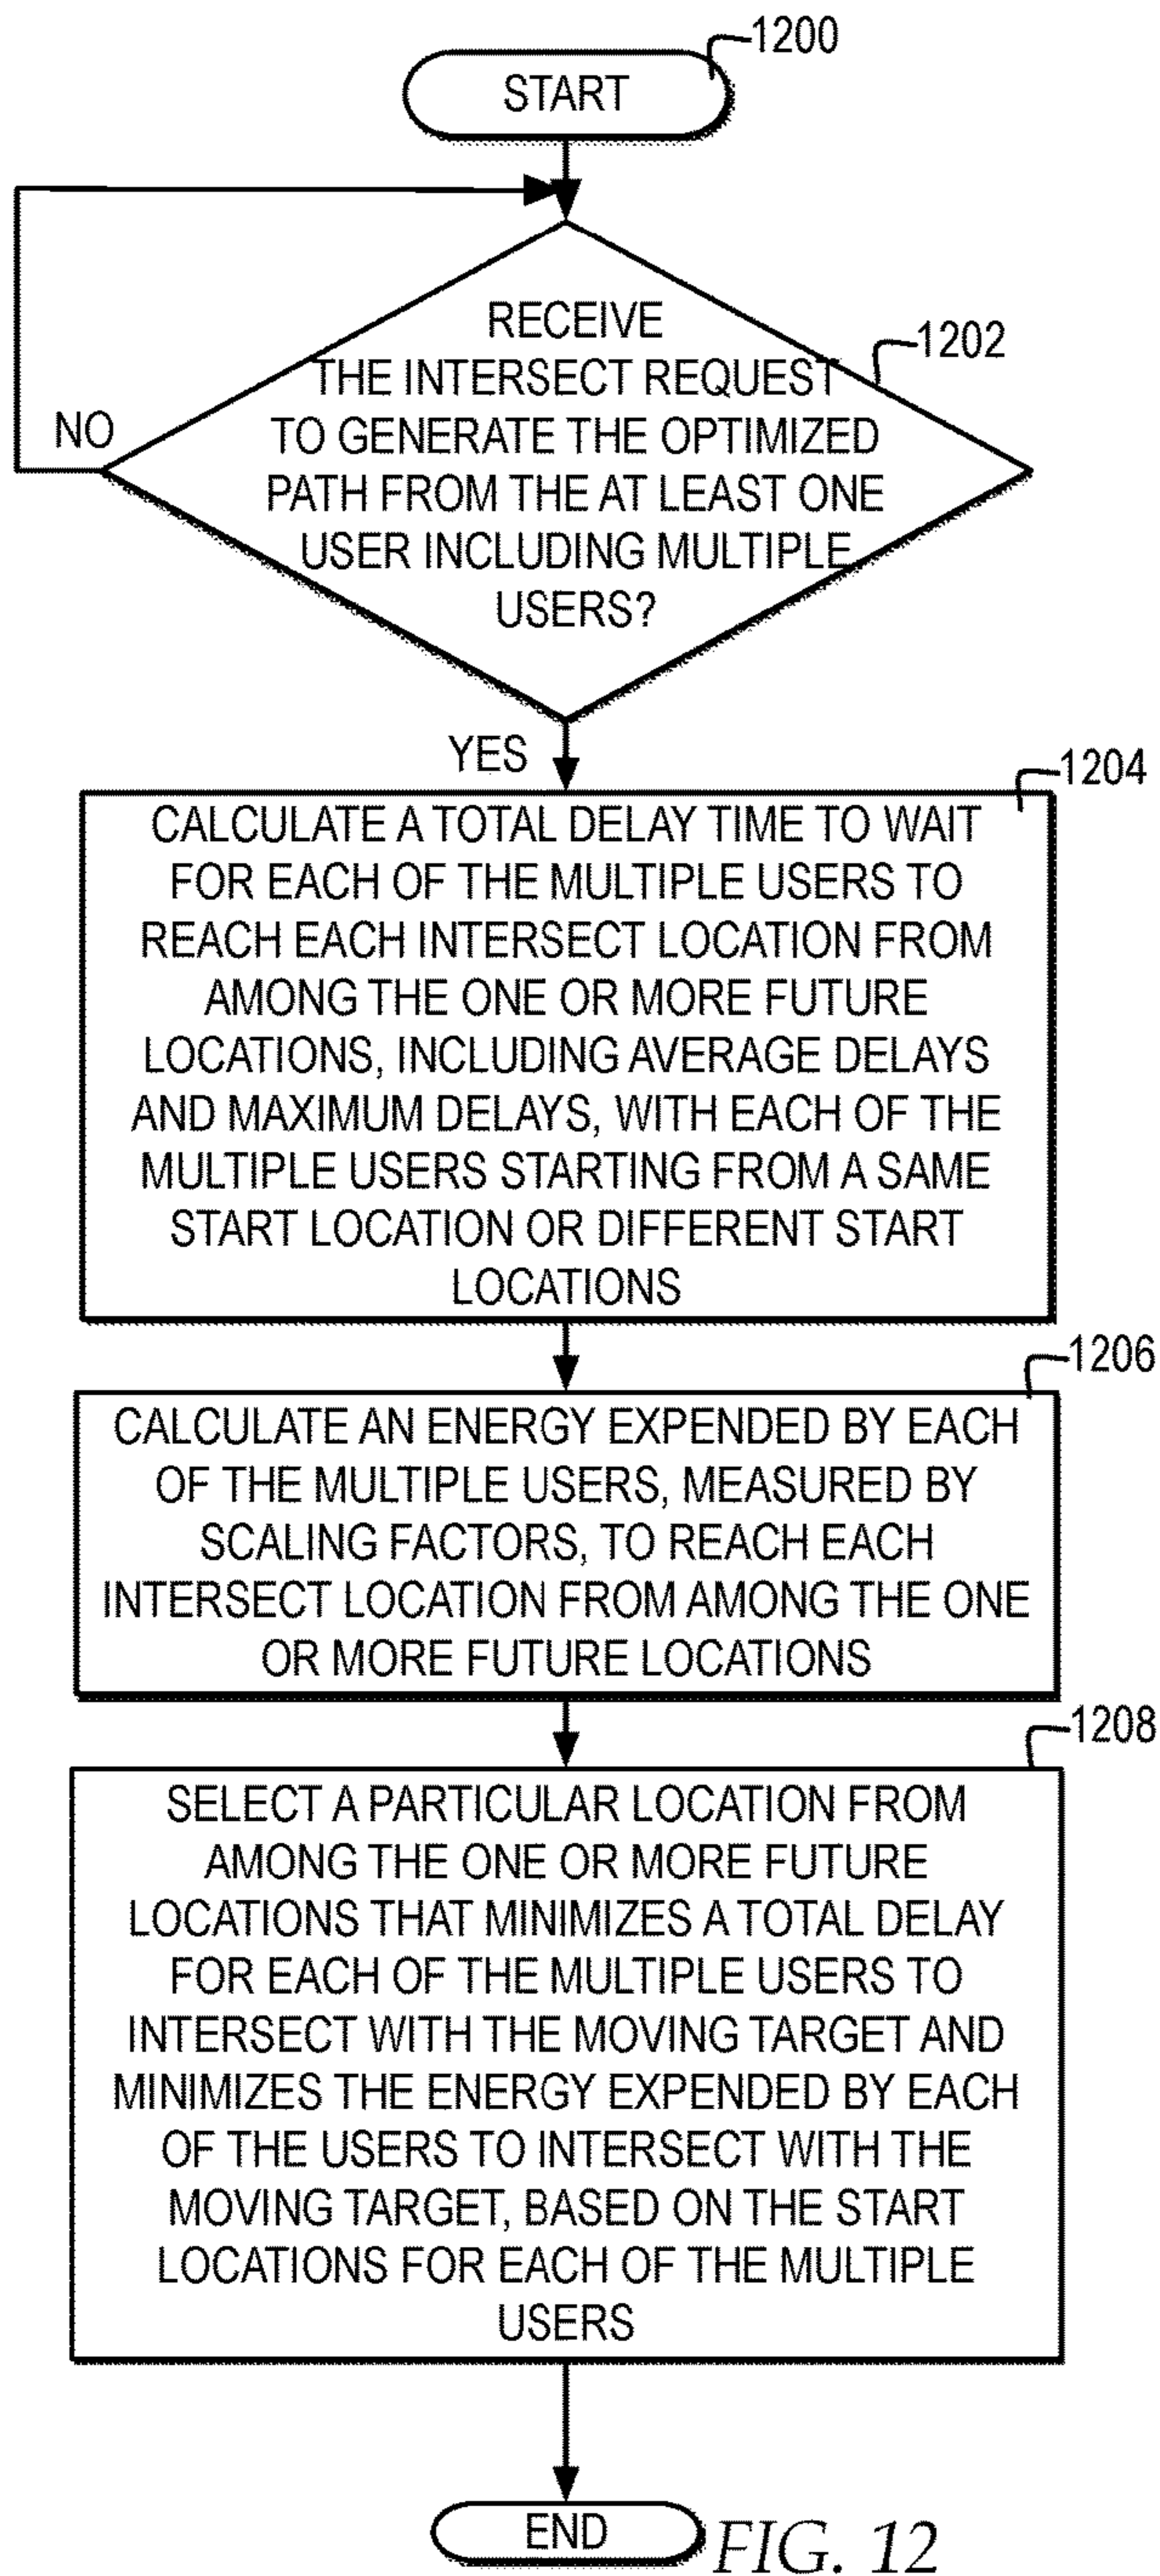 1200
START
RECEIVE
THE INTERSECT REQUEST
TO GENERATE THE OPTIMIZED
PATH FROM THE AT LEAST ONE
USER INCLUDING MULTIPLE
USERS?
1202
NO
YES
1204
CALCULATE A TOTAL DELAY TIME TO WAIT
FOR EACH OF THE MULTIPLE USERS TO
REACH EACH INTERSECT LOCATION FROM
AMONG THE ONE OR MORE FUTURE
LOCATIONS, INCLUDING AVERAGE DELAYS
AND MAXIMUM DELAYS, WITH EACH OF THE
MULTIPLE USERS STARTING FROM A SAME
START LOCATION OR DIFFERENT START
LOCATIONS
1206
CALCULATE AN ENERGY EXPENDED BY EACH
OF THE MULTIPLE USERS, MEASURED BY
SCALING FACTORS, TO REACH EACH
INTERSECT LOCATION FROM AMONG THE ONE
OR MORE FUTURE LOCATIONS
1208
SELECT A PARTICULAR LOCATION FROM
AMONG THE ONE OR MORE FUTURE
LOCATIONS THAT MINIMIZES A TOTAL DELAY
FOR EACH OF THE MULTIPLE USERS TO
INTERSECT WITH THE MOVING TARGET AND
MINIMIZES THE ENERGY EXPENDED BY EACH
OF THE USERS TO INTERSECT WITH THE
MOVING TARGET, BASED ON THE START
LOCATIONS FOR EACH OF THE MULTIPLE
USERS
END
FIG. 12